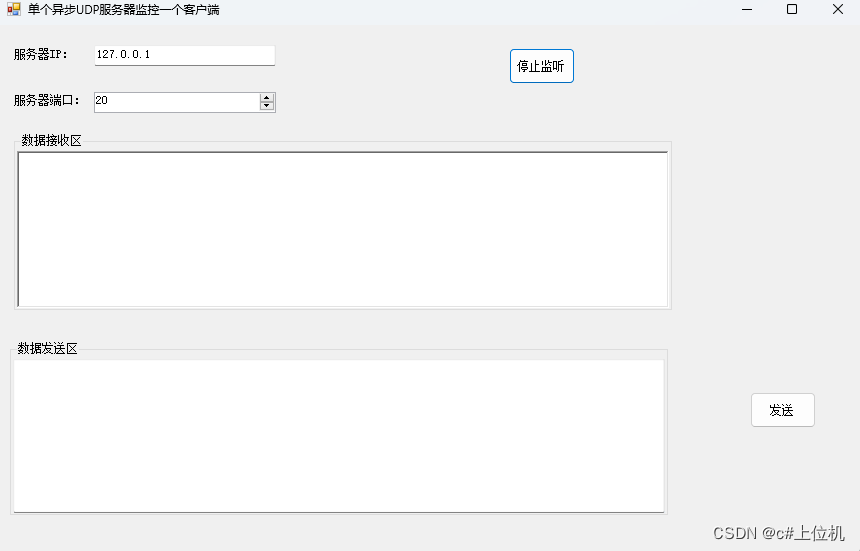 单个异步UDP服务器监控一个客户端
服务器IP：
127.0.0.1
停止监听
服务器端口：
20
数据接收区
数据发送区
发送
CSDN @c#上位机